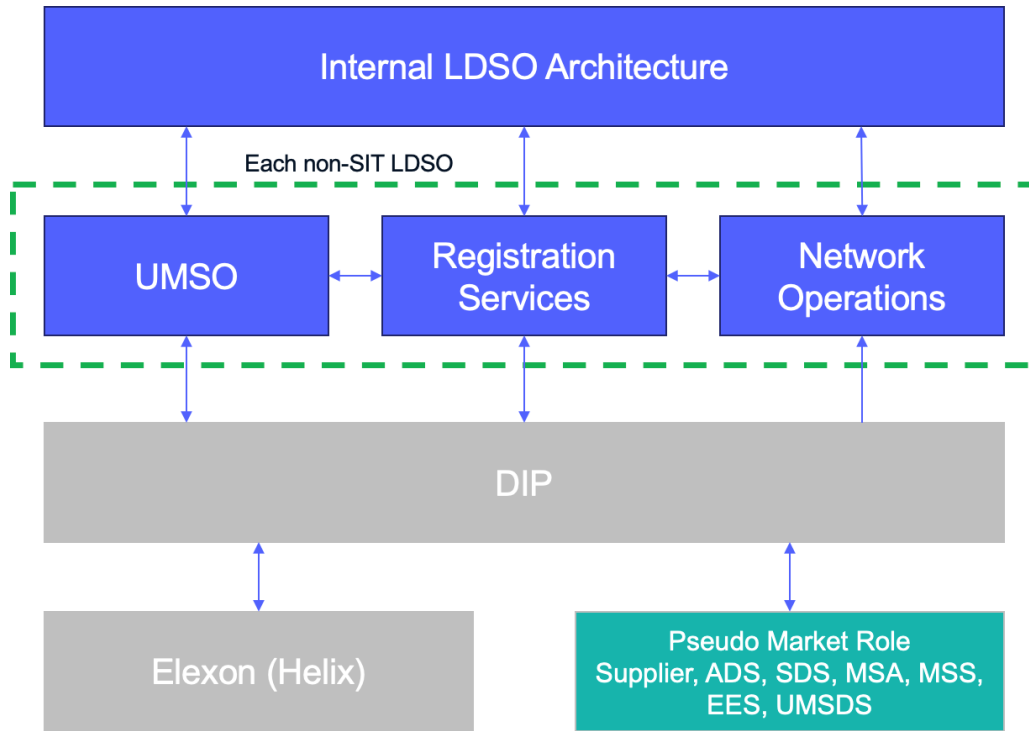 Internal LDSO Architecture
Each non-SIT LDSO
UMSO
Registration
Services
Network
Operations
DIP
Elexon (Helix)
Pseudo Market Role
Supplier, ADS, SDS, MSA, MSS,
EES, UMSDS